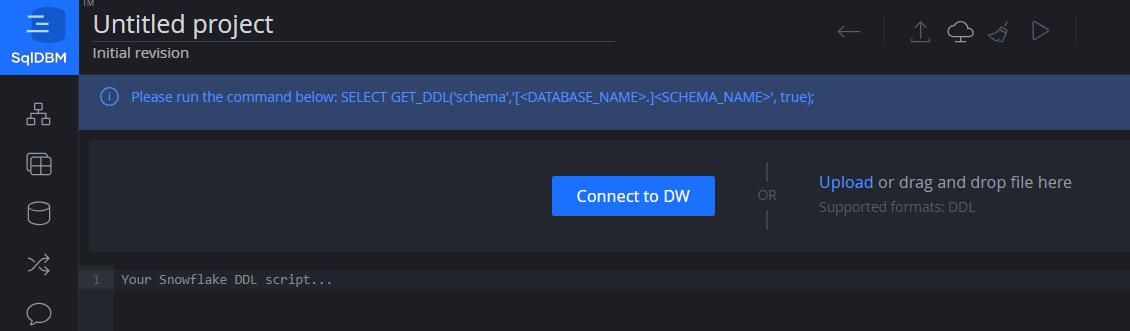 TM
Untitled project
SqlDBM
Initial revision
Please run the command below: SELECT GET_DDL('schema','[<DATABASE_NAME>.]<SCHEMA_NAME>', true);
Connect to DW
OR
Upload or drag and drop file here
Supported formats: DDL
1 Your Snowflake DDL script...